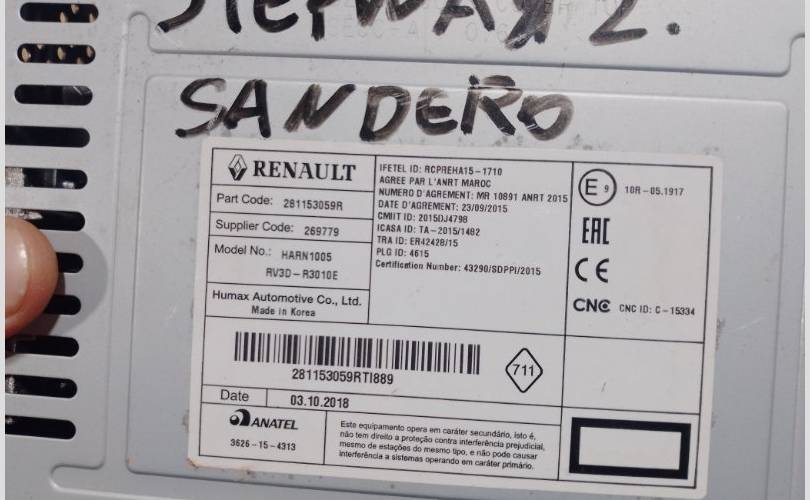 STEPWAY 2.
SANDERO
RENAULT
Part Code: 281153059R
Supplier Code: 269779
Model No.: HARN1005
RV3D-R3010E
Humax Automotive Co., Ltd.
Made in Korea
IFETEL ID: RCPREHA15-1710
AGREE PAR L'ANRT MAROC
NUMERO D'AGREMENT: MR 10891 ANRT 2015
DATE D'AGREMENT: 23/09/2015
CMIIT ID: 2015DJ4798
ICASA ID: TA-2015/1482
TRA ID: ER42428/15
PLG ID: 4615
Certification Number: 43290/SDPPI/2015
E 9 10R-05.1917
EAC
CE
CNC CNC ID: C-15334
281153059RTI889
711
Date 03.10.2018
ANATEL
3626-15-4313
Este equipamento opera em caráter secundário, isto é,
não tem direito a proteção contra interferência prejudicial,
mesmo de estações do mesmo tipo, e não pode causar
interferência a sistemas operando em caráter primário.